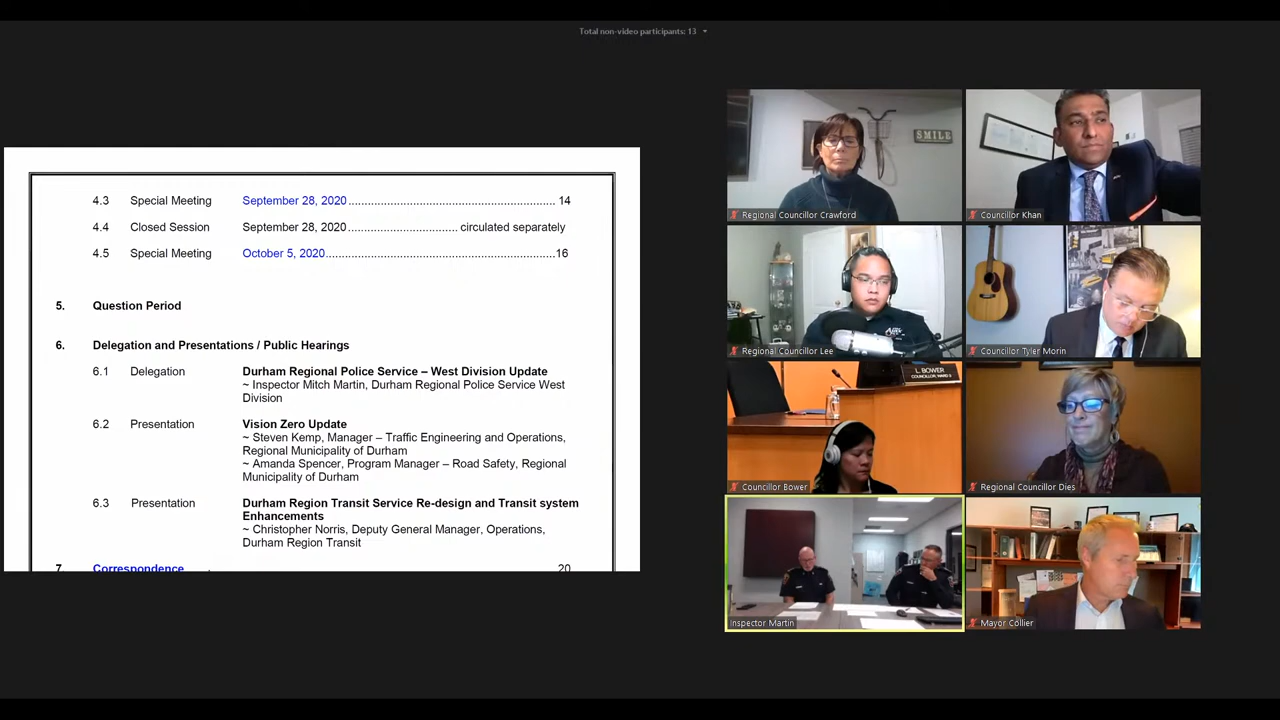 Total non-video participants: 13
4.3 Special Meeting September 28, 2020 14
4.4 Closed Session September 28, 2020 circulated separately
4.5 Special Meeting October 5, 2020 16
5. Question Period
6. Delegation and Presentations / Public Hearings
6.1 Delegation Durham Regional Police Service – West Division Update
~ Inspector Mitch Martin, Durham Regional Police Service West
Division
6.2 Presentation Vision Zero Update
~ Steven Kemp, Manager – Traffic Engineering and Operations,
Regional Municipality of Durham
~ Amanda Spencer, Program Manager – Road Safety, Regional
Municipality of Durham
6.3 Presentation Durham Region Transit Service Re-design and Transit system
Enhancements
~ Christopher Norris, Deputy General Manager, Operations,
Durham Region Transit
7. Correspondence 20
SMILE
Regional Councillor Crawford
Councillor Khan
Regional Councillor Lee
Councillor Tyler Morin
L. BOWER
COUNCILLOR, WARD 3
Councillor Bower
Regional Councillor Dies
Inspector Martin
Mayor Collier